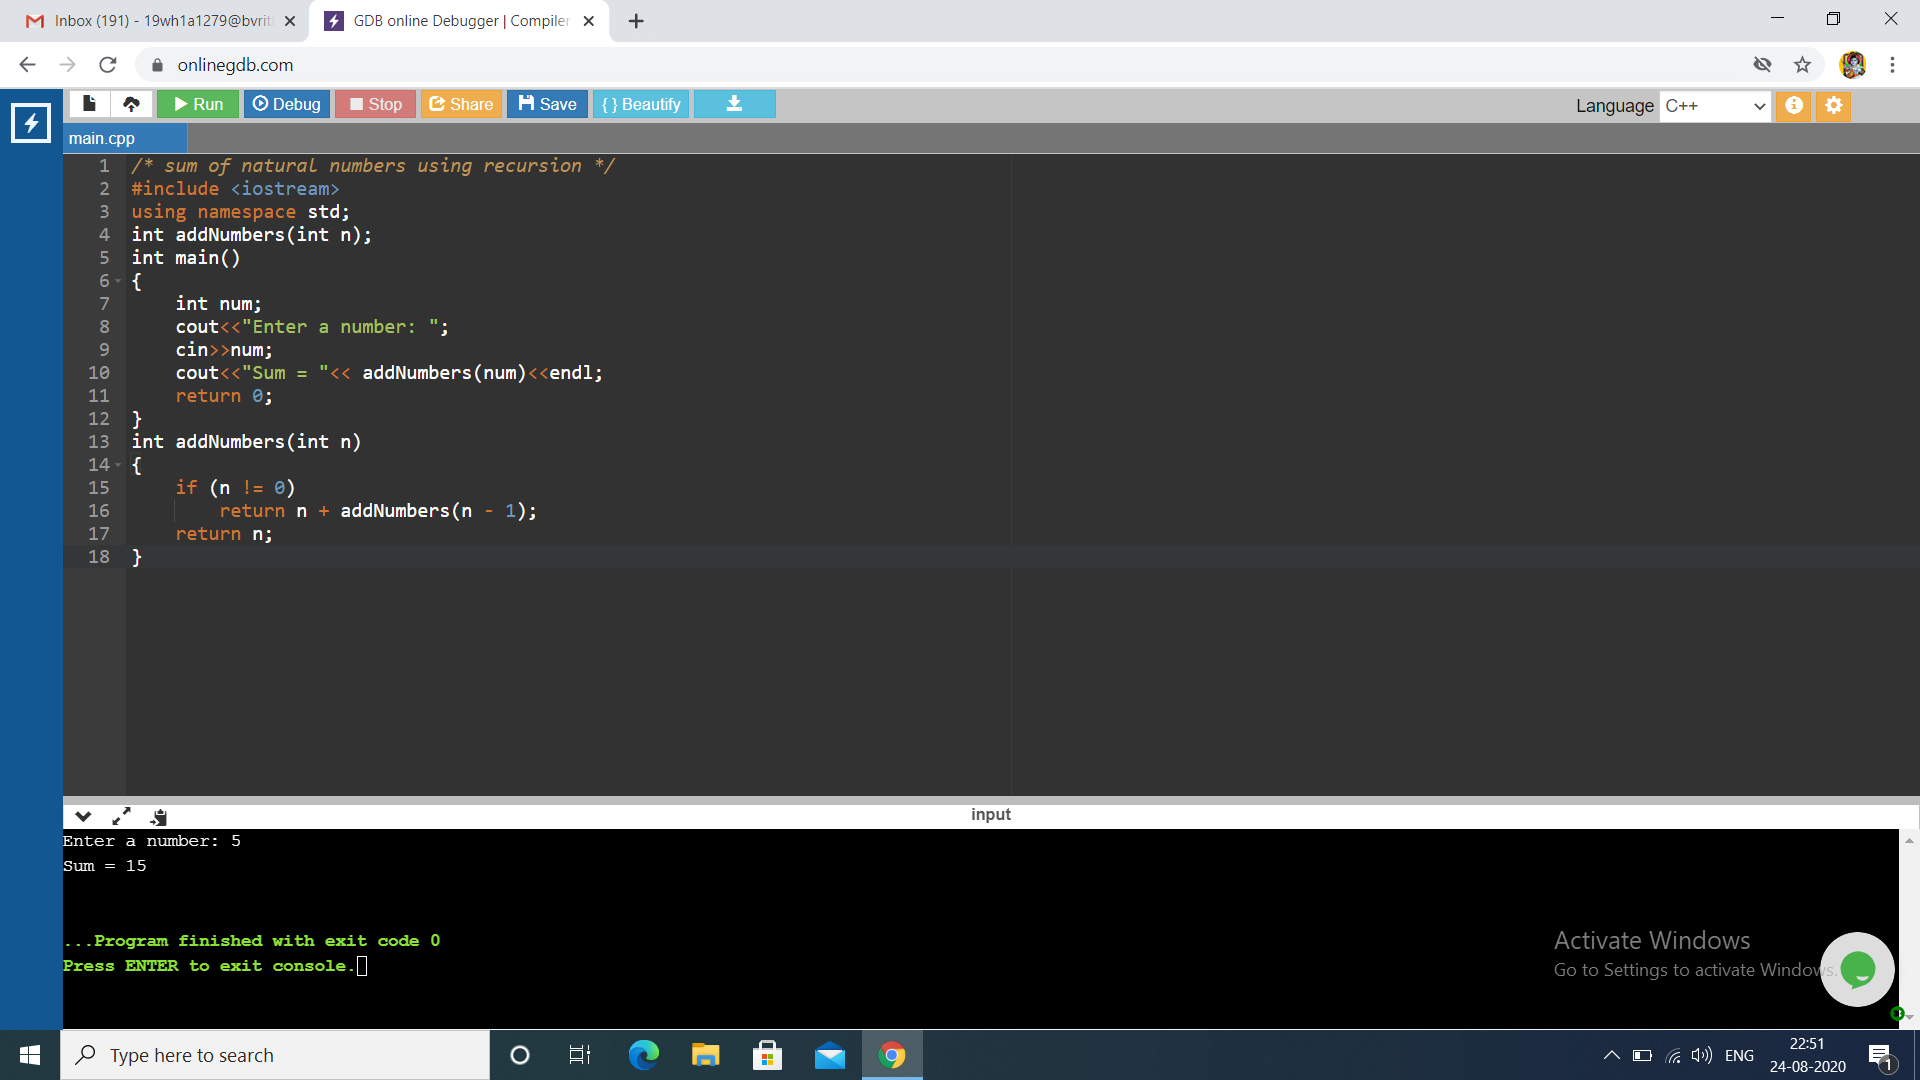 Inbox (191) - 19wh1a1279@bvrit
GDB online Debugger | Compiler
onlinegdb.com
Run
Debug
Stop
Share
Save
{ } Beautify
Language C++
main.cpp
1 /* sum of natural numbers using recursion */
2 #include <iostream>
3 using namespace std;
4 int addNumbers(int n);
5 int main()
6 {
7     int num;
8     cout<<"Enter a number: ";
9     cin>>num;
10     cout<<"Sum = "<< addNumbers(num)<<endl;
11     return 0;
12 }
13 int addNumbers(int n)
14 {
15     if (n != 0)
16         return n + addNumbers(n - 1);
17     return n;
18 }
input
Enter a number: 5
Sum = 15
...Program finished with exit code 0
Press ENTER to exit console.
Activate Windows
Go to Settings to activate Windows.
Type here to search
ENG
22:51
24-08-2020
1